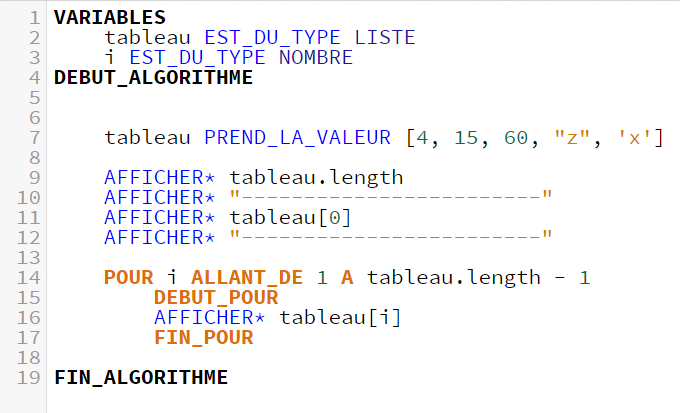 1 VARIABLES
2 tableau EST_DU_TYPE LISTE
3 i EST_DU_TYPE NOMBRE
4 DEBUT_ALGORITHME
5
6
7 tableau PREND_LA_VALEUR [4, 15, 60, "z", 'x']
8
9 AFFICHER* tableau.length
10 AFFICHER* "------------------------"
11 AFFICHER* tableau[0]
12 AFFICHER* "------------------------"
13
14 POUR i ALLANT_DE 1 A tableau.length - 1
15 DEBUT_POUR
16 AFFICHER* tableau[i]
17 FIN_POUR
18
19 FIN_ALGORITHME